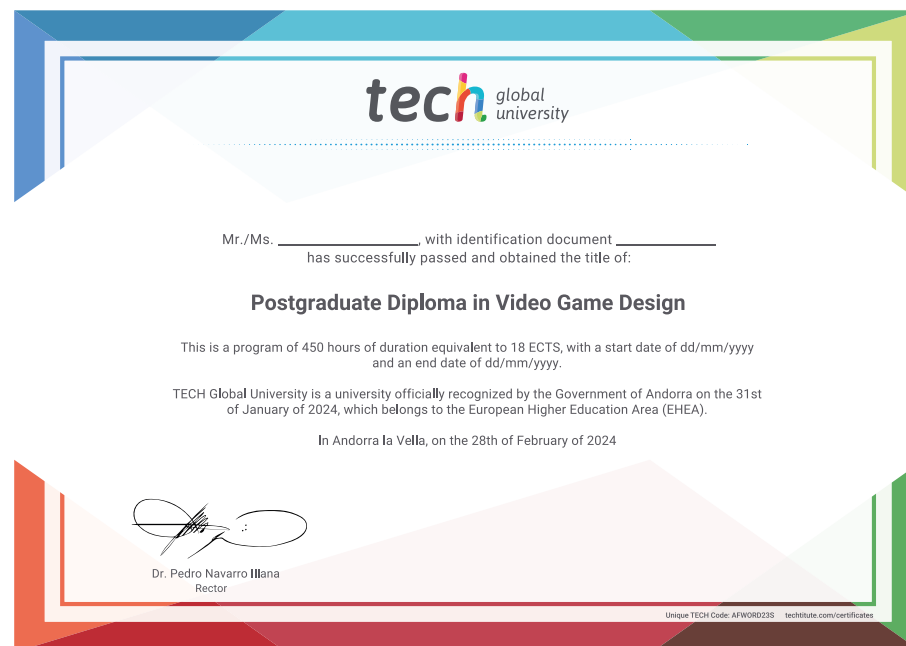 tech global
university
Mr./Ms. ____________, with identification document ____________
has successfully passed and obtained the title of:
Postgraduate Diploma in Video Game Design
This is a program of 450 hours of duration equivalent to 18 ECTS, with a start date of dd/mm/yyyy
and an end date of dd/mm/yyyy.
TECH Global University is a university officially recognized by the Government of Andorra on the 31st
of January of 2024, which belongs to the European Higher Education Area (EHEA).
In Andorra la Vella, on the 28th of February of 2024
Dr. Pedro Navarro Illana
Rector
Unique TECH Code: AFWORD23S techtitute.com/certificates